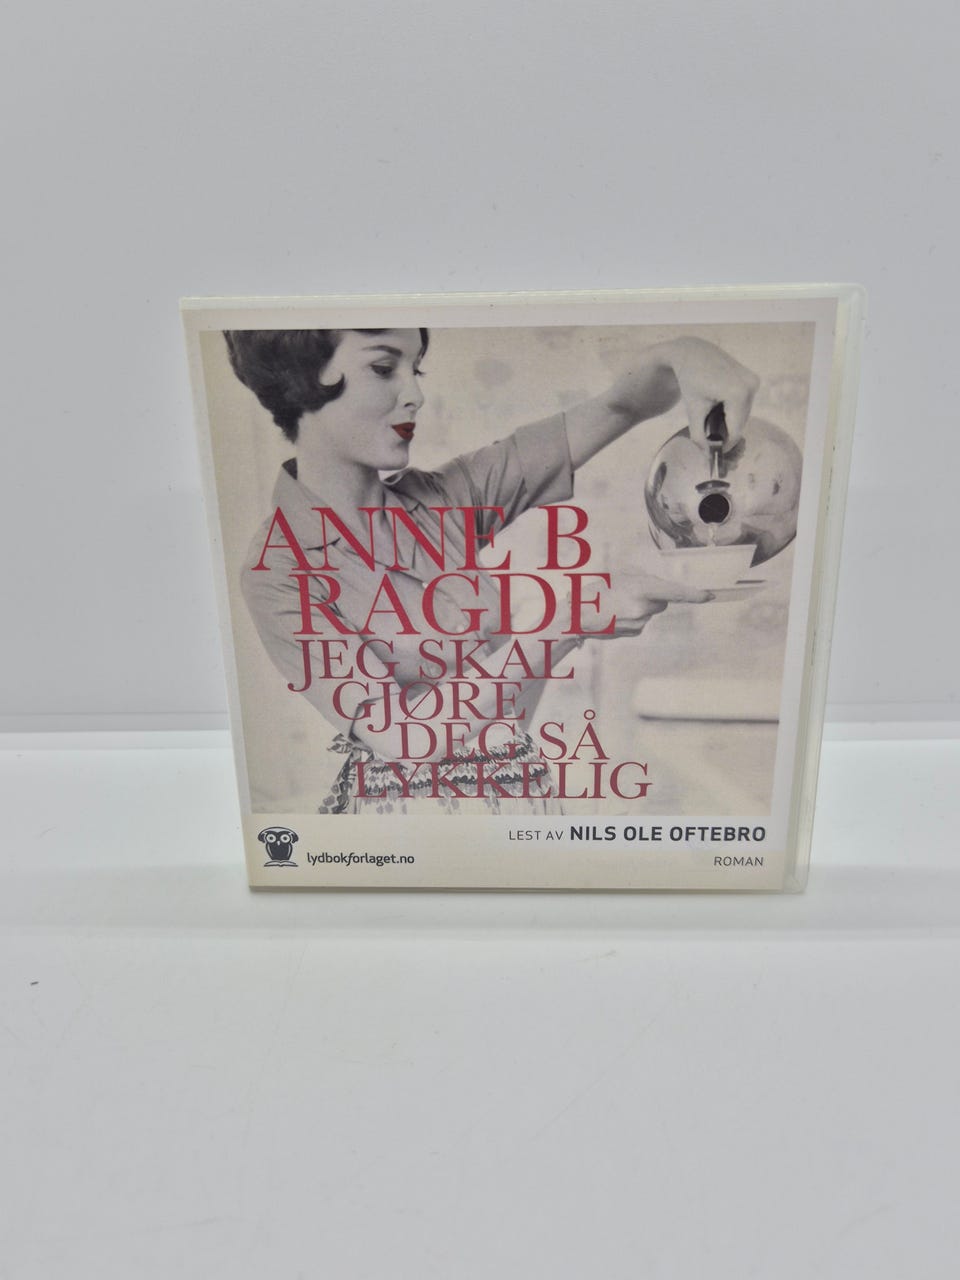 ANNE B
RAGDE
JEG SKAL
GJØRE
DEG SÅ
LYKKELIG
LEST AV NILS OLE OFTEBRO
lydbokforlaget.no
ROMAN